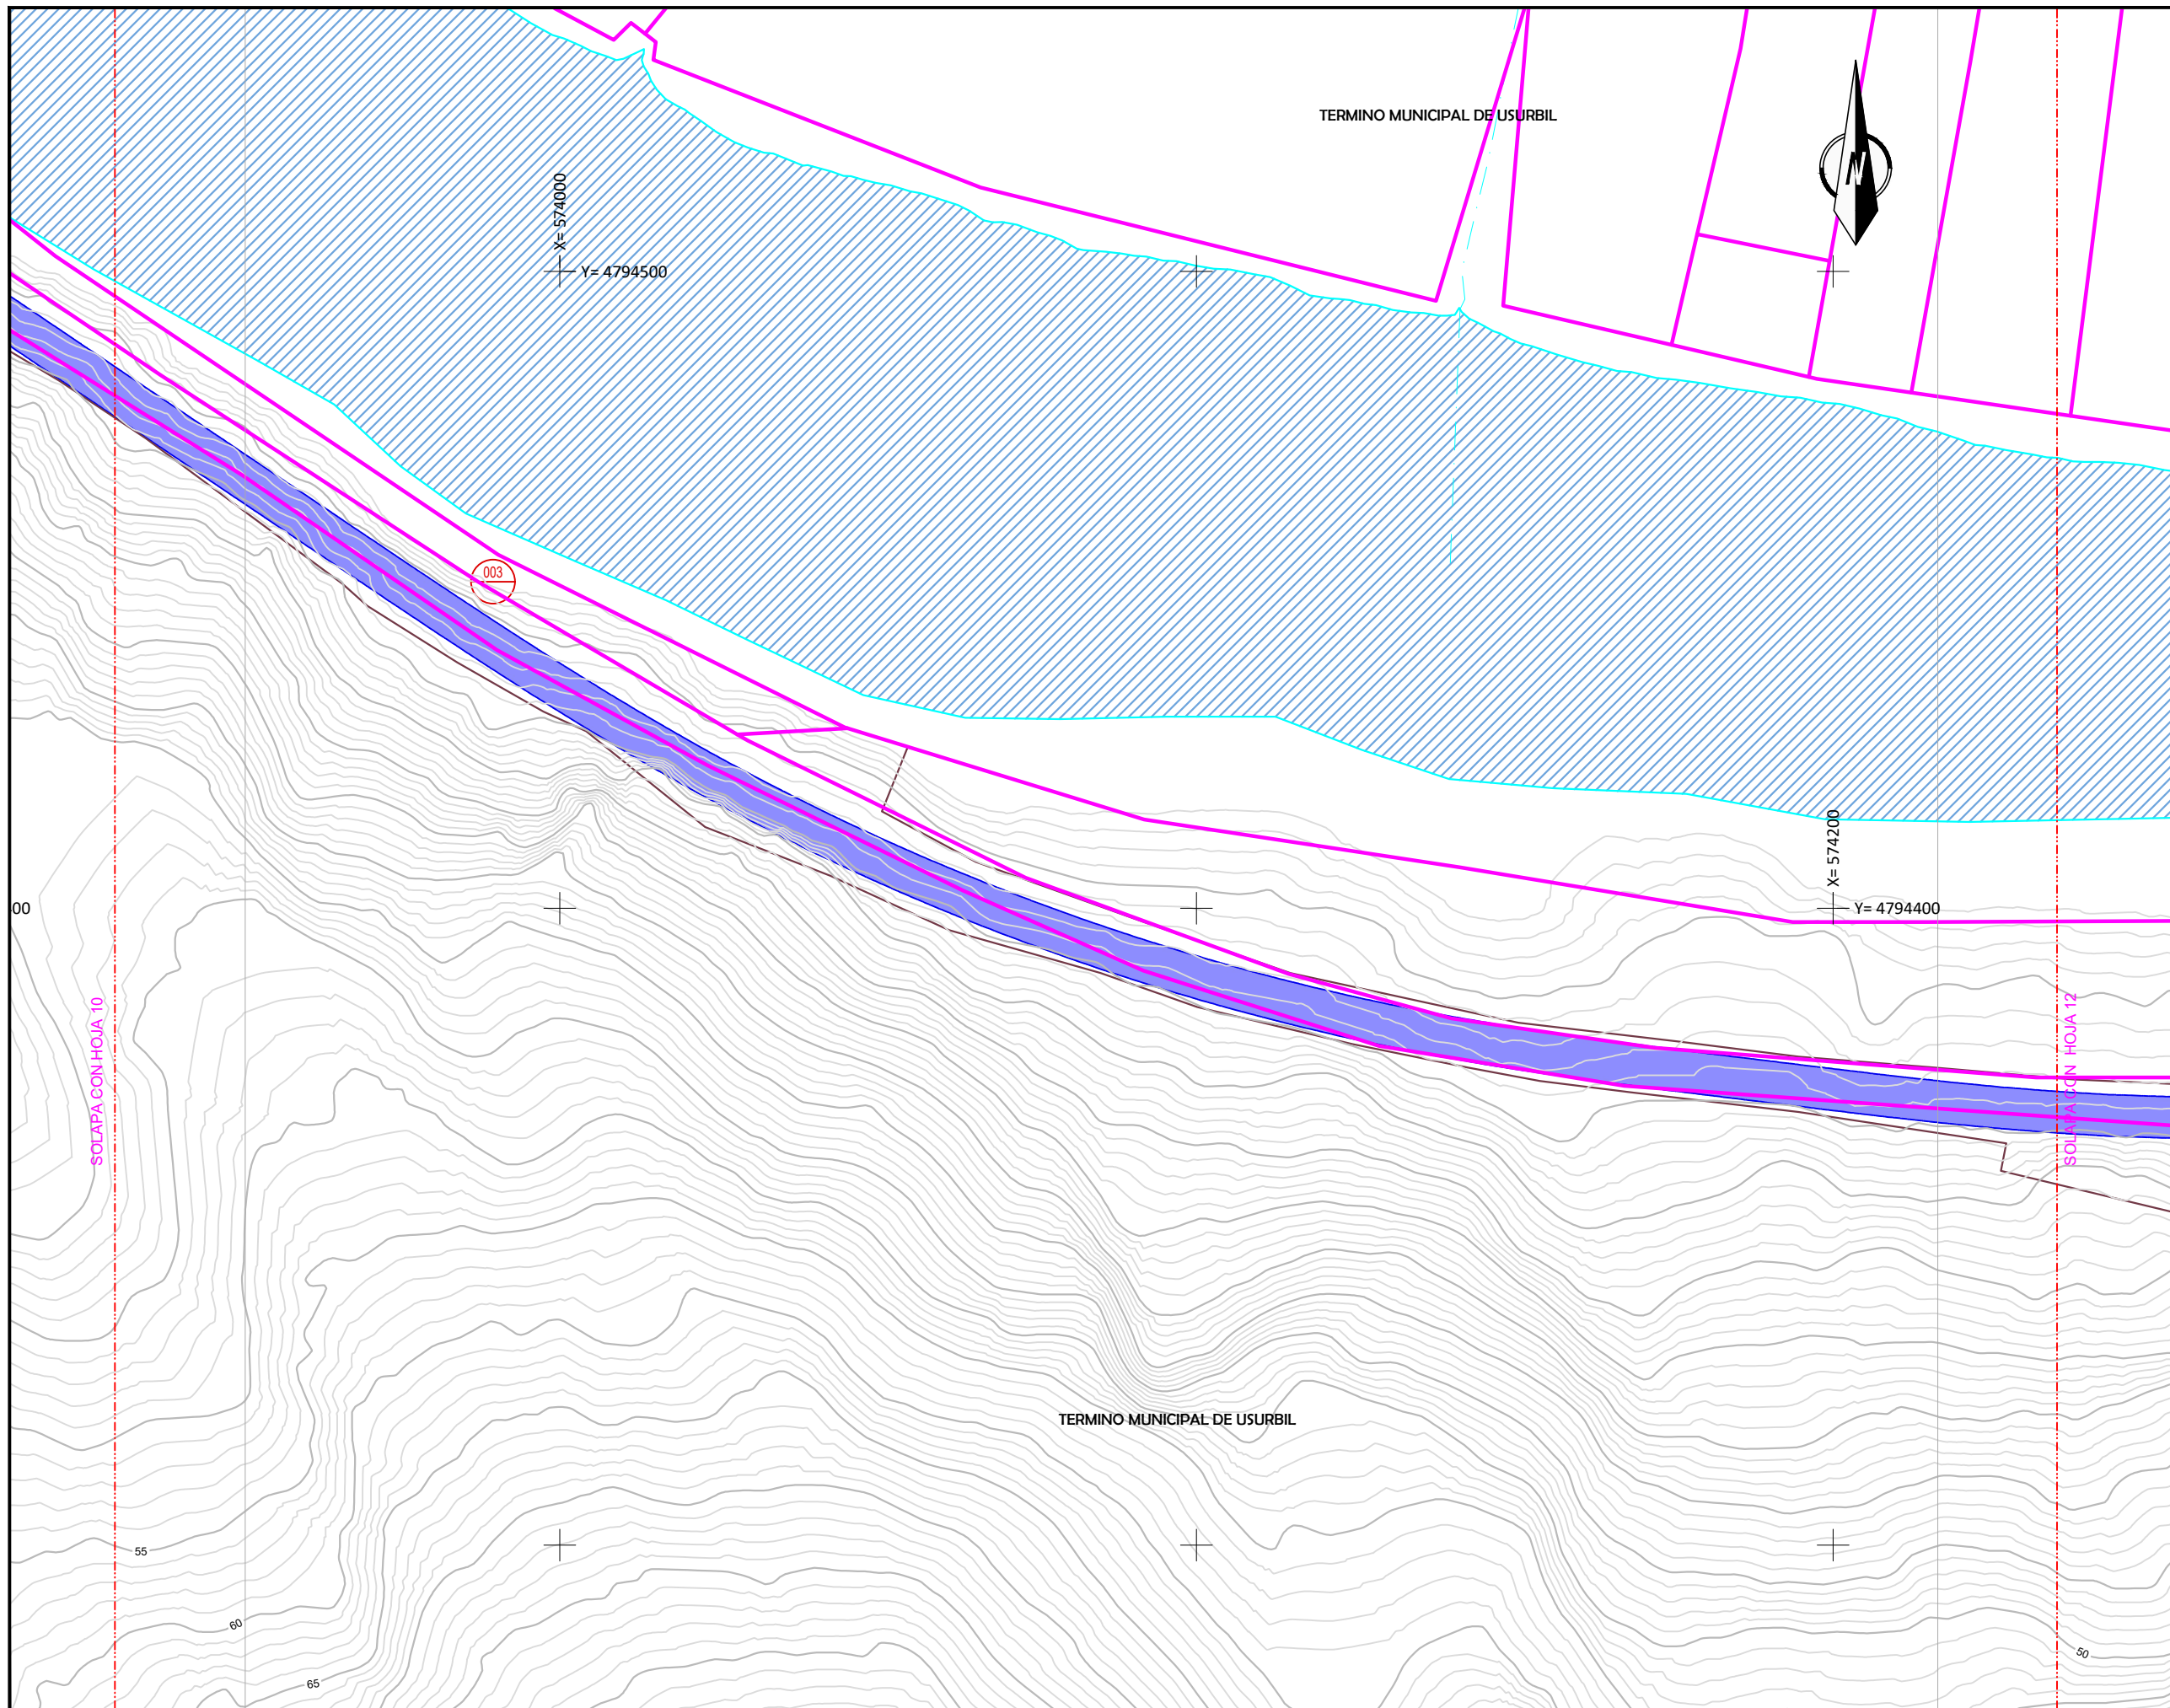 TERMINO MUNICIPAL DE USURBIL
N
X= 574000
Y= 4794500
003
X= 574200
Y= 4794400
00
SOLAPA CON HOJA 10
SOLAPA CON HOJA 12
TERMINO MUNICIPAL DE USURBIL
55
60
65
50